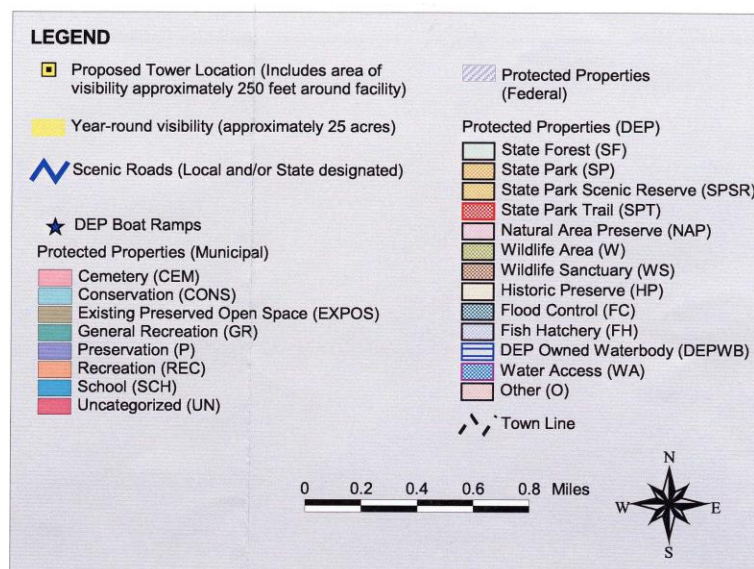 LEGEND
Proposed Tower Location (Includes area of
visibility approximately 250 feet around facility)
Year-round visibility (approximately 25 acres)
Scenic Roads (Local and/or State designated)
DEP Boat Ramps
Protected Properties (Municipal)
Cemetery (CEM)
Conservation (CONS)
Existing Preserved Open Space (EXPOS)
General Recreation (GR)
Preservation (P)
Recreation (REC)
School (SCH)
Uncategorized (UN)
Protected Properties
(Federal)
Protected Properties (DEP)
State Forest (SF)
State Park (SP)
State Park Scenic Reserve (SPSR)
State Park Trail (SPT)
Natural Area Preserve (NAP)
Wildlife Area (W)
Wildlife Sanctuary (WS)
Historic Preserve (HP)
Flood Control (FC)
Fish Hatchery (FH)
DEP Owned Waterbody (DEPWB)
Water Access (WA)
Other (O)
Town Line
0 0.2 0.4 0.6 0.8 Miles
N
W E
S